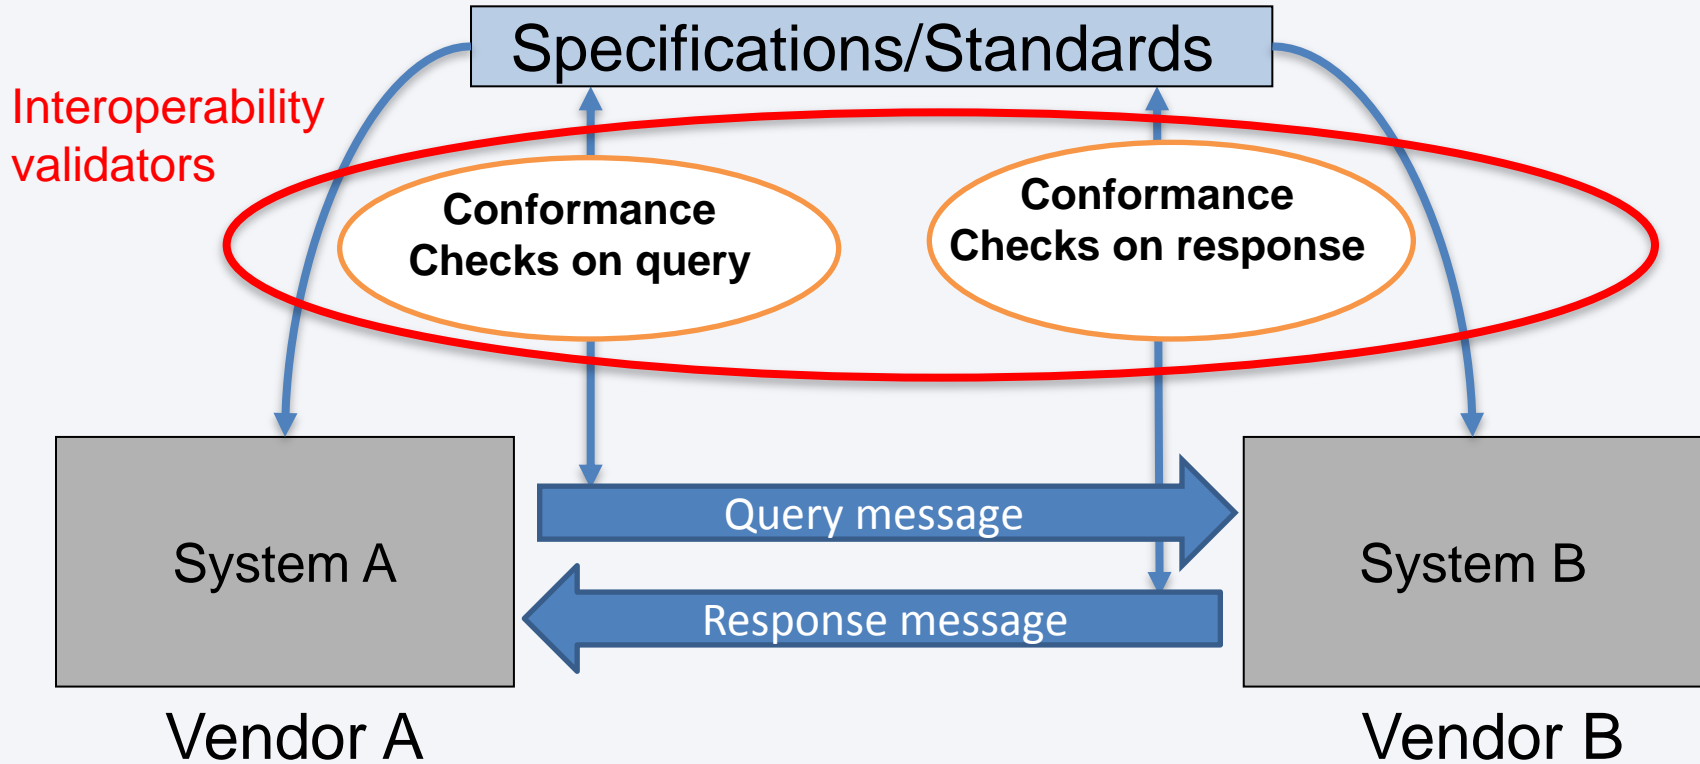 Specifications/Standards
Interoperability
validators
Conformance
Checks on query
Conformance
Checks on response
Query message
System A
System B
Response message
Vendor A
Vendor B